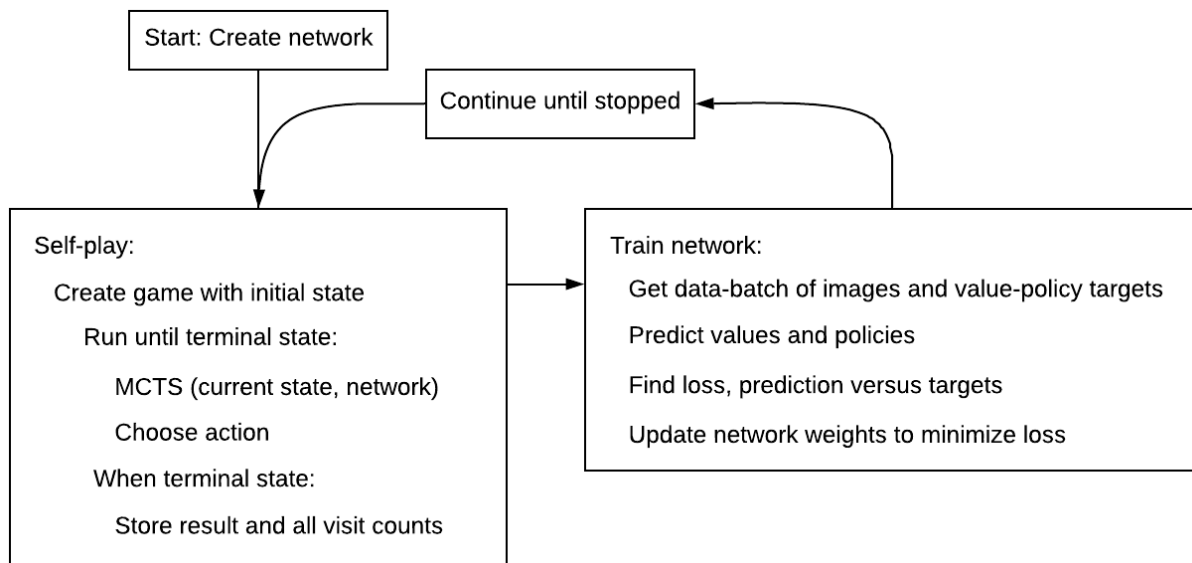 Start: Create network
Continue until stopped
Self-play:
Create game with initial state
Run until terminal state:
MCTS (current state, network)
Choose action
When terminal state:
Store result and all visit counts
Train network:
Get data-batch of images and value-policy targets
Predict values and policies
Find loss, prediction versus targets
Update network weights to minimize loss